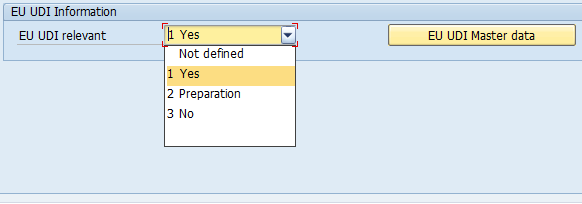 EU UDI Information
EU UDI relevant 1 Yes EU UDI Master data
Not defined
1 Yes
2 Preparation
3 No